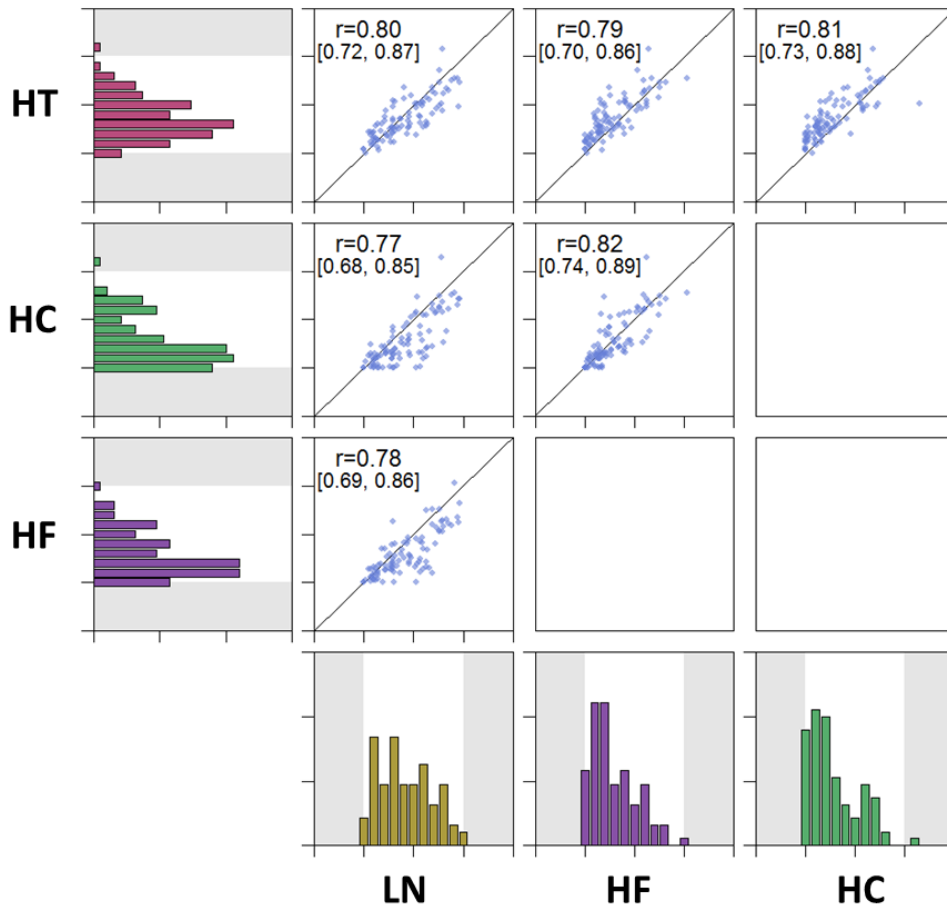 HT
r=0.80
[0.72, 0.87]
r=0.79
[0.70, 0.86]
r=0.81
[0.73, 0.88]
HC
r=0.77
[0.68, 0.85]
r=0.82
[0.74, 0.89]
HF
r=0.78
[0.69, 0.86]
LN
HF
HC